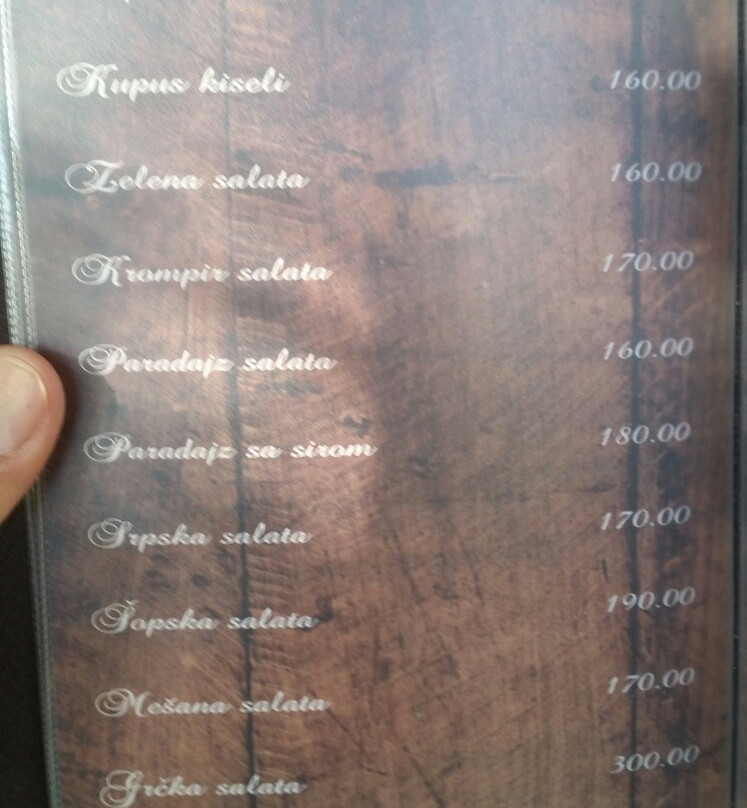 Kupus kiseli 160.00
Zelena salata 160.00
Krompir salata 170.00
Paradajz salata 160.00
Paradajz sa sirom 180.00
Srpska salata 170.00
Šopska salata 190.00
Mešana salata 170.00
Grčka salata 300.00